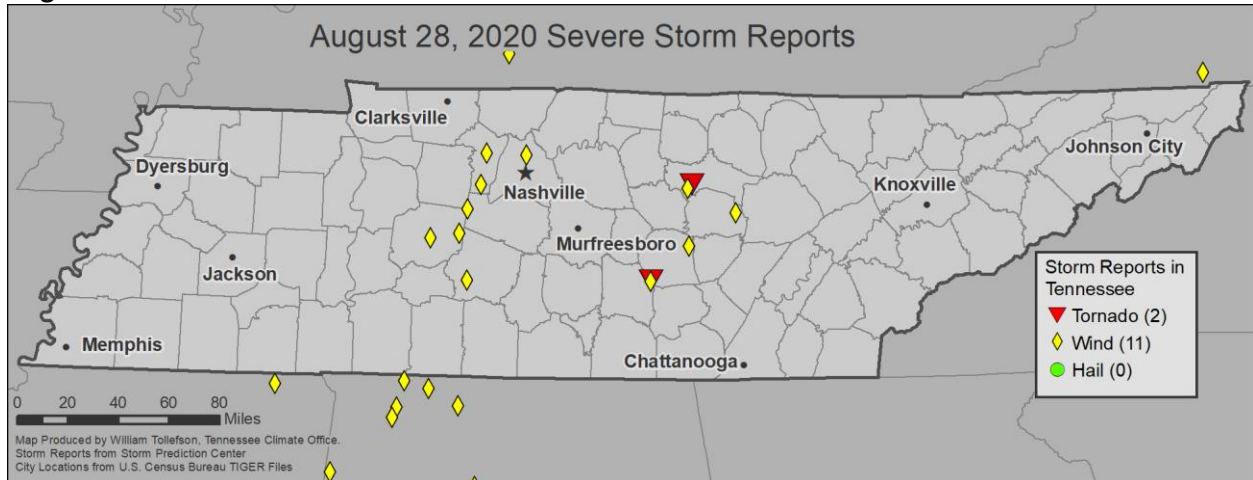 August 28, 2020 Severe Storm Reports
Clarksville
Johnson City
Dyersburg
Nashville
Knoxville
Murfreesboro
Jackson
Memphis
Chattanooga
Storm Reports in
Tennessee
Tornado (2)
Wind (11)
Hail (0)
0 20 40 60 80
Miles
Map Produced by William Tollefson, Tennessee Climate Office.
Storm Reports from Storm Prediction Center
City Locations from U.S. Census Bureau TIGER Files